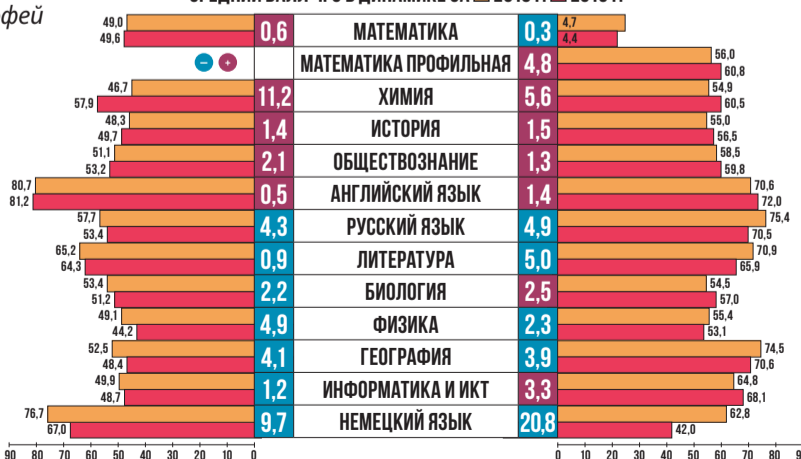 фей
49,0 0,6 МАТЕМАТИКА 0,3 4,7
49,6 4,4
− + МАТЕМАТИКА ПРОФИЛЬНАЯ 4,8 56,0
60,8
46,7 11,2 ХИМИЯ 5,6 54,9
57,9 60,5
48,3 1,4 ИСТОРИЯ 1,5 55,0
49,7 56,5
51,1 2,1 ОБЩЕСТВОЗНАНИЕ 1,3 58,5
53,2 59,8
80,7 0,5 АНГЛИЙСКИЙ ЯЗЫК 1,4 70,6
81,2 72,0
57,7 4,3 РУССКИЙ ЯЗЫК 4,9 75,4
53,4 70,5
65,2 0,9 ЛИТЕРАТУРА 5,0 70,9
64,3 65,9
53,4 2,2 БИОЛОГИЯ 2,5 54,5
51,2 57,0
49,1 4,9 ФИЗИКА 2,3 55,4
44,2 53,1
52,5 4,1 ГЕОГРАФИЯ 3,9 74,5
48,4 70,6
49,9 1,2 ИНФОРМАТИКА И ИКТ 3,3 64,8
48,7 68,1
76,7 9,7 НЕМЕЦКИЙ ЯЗЫК 20,8 62,8
67,0 42,0
90 80 70 60 50 40 30 20 10 0 0 10 20 30 40 50 60 70 80